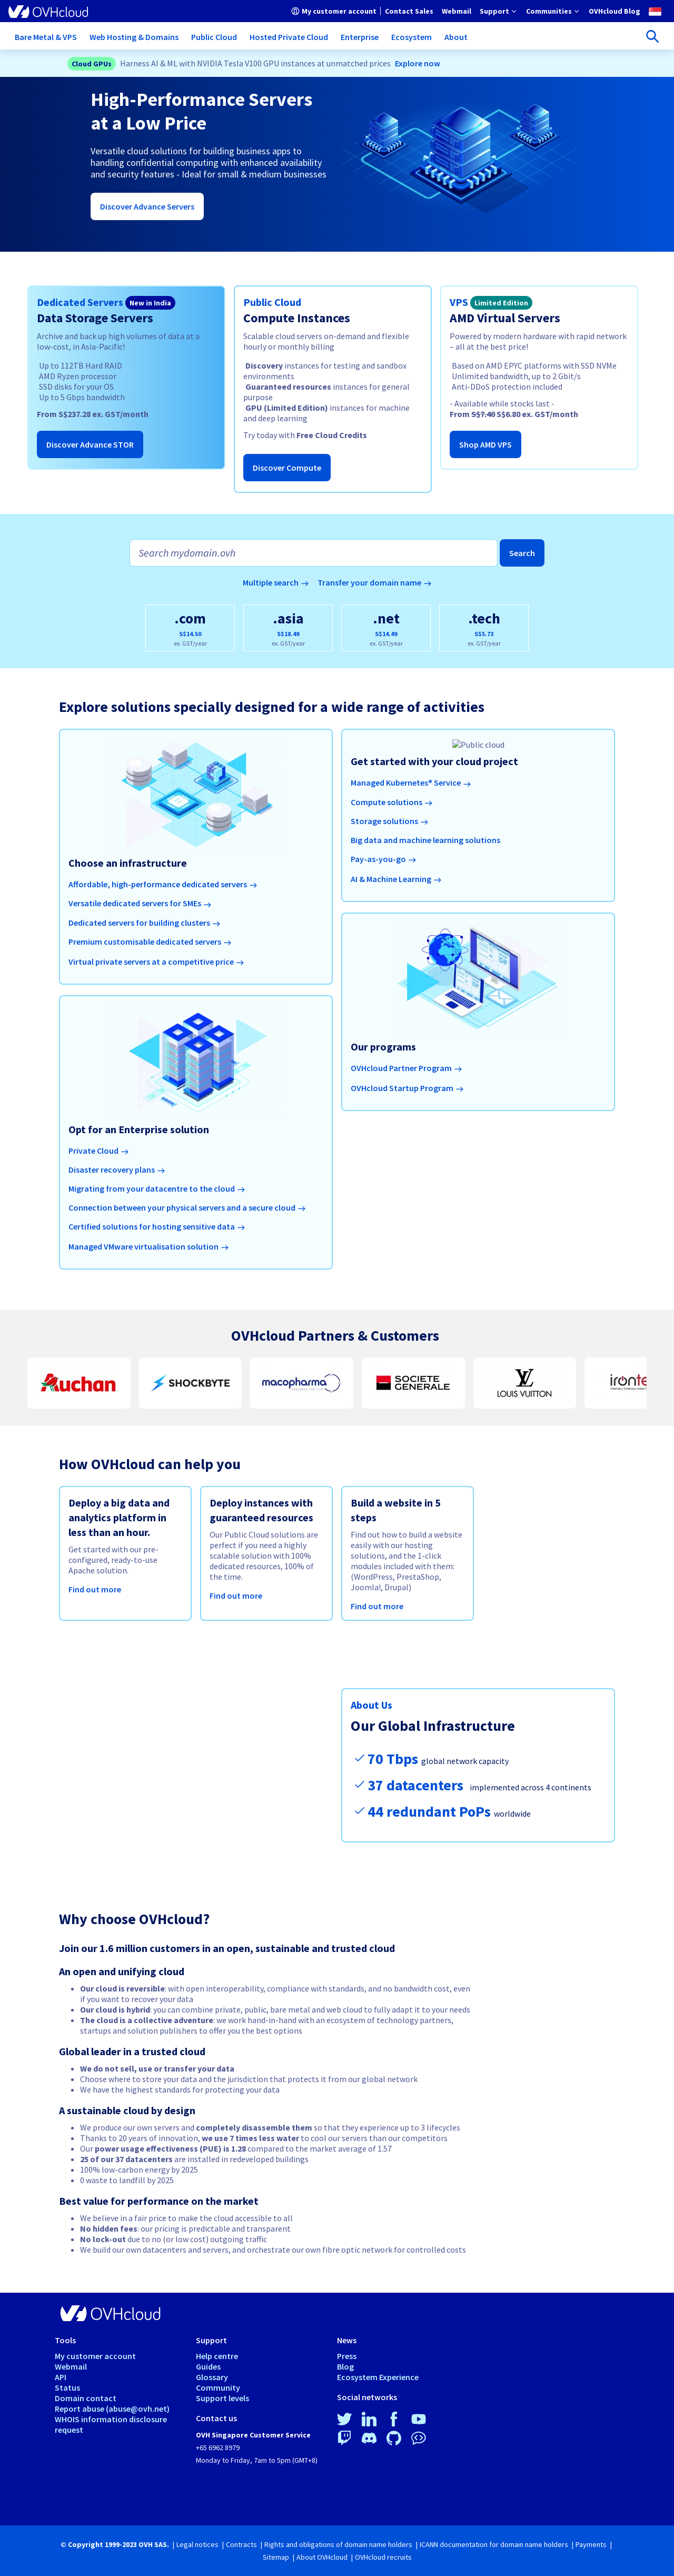 OVHcloud
My customer account | Contact Sales Webmail Support Communities OVHcloud Blog
Bare Metal & VPS Web Hosting & Domains Public Cloud Hosted Private Cloud Enterprise Ecosystem About
Cloud GPUs Harness AI & ML with NVIDIA Tesla V100 GPU instances at unmatched prices Explore now
High-Performance Servers
at a Low Price
Versatile cloud solutions for building business apps to
handling confidential computing with enhanced availability
and security features - Ideal for small & medium businesses
Discover Advance Servers
Dedicated Servers New in India
Data Storage Servers
Archive and back up high volumes of data at a
low-cost, in Asia-Pacific!
Up to 112TB Hard RAID
AMD Ryzen processor
SSD disks for your OS
Up to 5 Gbps bandwidth
From S$237.28 ex. GST/month
Discover Advance STOR
Public Cloud
Compute Instances
Scalable cloud servers on-demand and flexible
hourly or monthly billing
Discovery instances for testing and sandbox
environments
Guaranteed resources instances for general
purpose
GPU (Limited Edition) instances for machine
and deep learning
Try today with Free Cloud Credits
Discover Compute
VPS Limited Edition
AMD Virtual Servers
Powered by modern hardware with rapid network
– all at the best price!
Based on AMD EPYC platforms with SSD NVMe
Unlimited bandwidth, up to 2 Gbit/s
Anti-DDoS protection included
- Available while stocks last -
From S$7.40 S$6.80 ex. GST/month
Shop AMD VPS
Search mydomain.ovh
Search
Multiple search → Transfer your domain name →
.com
S$14.50
ex. GST/year
.asia
S$18.49
ex. GST/year
.net
S$14.49
ex. GST/year
.tech
S$5.73
ex. GST/year
Explore solutions specially designed for a wide range of activities
Choose an infrastructure
Affordable, high-performance dedicated servers →
Versatile dedicated servers for SMEs →
Dedicated servers for building clusters →
Premium customisable dedicated servers →
Virtual private servers at a competitive price →
Public cloud
Get started with your cloud project
Managed Kubernetes® Service →
Compute solutions →
Storage solutions →
Big data and machine learning solutions
Pay-as-you-go →
AI & Machine Learning →
Our programs
OVHcloud Partner Program →
OVHcloud Startup Program →
Opt for an Enterprise solution
Private Cloud →
Disaster recovery plans →
Migrating from your datacentre to the cloud →
Connection between your physical servers and a secure cloud →
Certified solutions for hosting sensitive data →
Managed VMware virtualisation solution →
OVHcloud Partners & Customers
Auchan
SHOCKBYTE
macopharma
SOCIETE
GENERALE
LOUIS VUITTON
ironte
How OVHcloud can help you
Deploy a big data and
analytics platform in
less than an hour.
Get started with our pre-
configured, ready-to-use
Apache solution.
Find out more
Deploy instances with
guaranteed resources
Our Public Cloud solutions are
perfect if you need a highly
scalable solution with 100%
dedicated resources, 100% of
the time.
Find out more
Build a website in 5
steps
Find out how to build a website
easily with our hosting
solutions, and the 1-click
modules included with them:
(WordPress, PrestaShop,
Joomla!, Drupal)
Find out more
About Us
Our Global Infrastructure
70 Tbps global network capacity
37 datacenters implemented across 4 continents
44 redundant PoPs worldwide
Why choose OVHcloud?
Join our 1.6 million customers in an open, sustainable and trusted cloud
An open and unifying cloud
• Our cloud is reversible: with open interoperability, compliance with standards, and no bandwidth cost, even
if you want to recover your data
• Our cloud is hybrid: you can combine private, public, bare metal and web cloud to fully adapt it to your needs
• The cloud is a collective adventure: we work hand-in-hand with an ecosystem of technology partners,
startups and solution publishers to offer you the best options
Global leader in a trusted cloud
• We do not sell, use or transfer your data
• Choose where to store your data and the jurisdiction that protects it from our global network
• We have the highest standards for protecting your data
A sustainable cloud by design
• We produce our own servers and completely disassemble them so that they experience up to 3 lifecycles
• Thanks to 20 years of innovation, we use 7 times less water to cool our servers than our competitors
• Our power usage effectiveness (PUE) is 1.28 compared to the market average of 1.57
• 25 of our 37 datacenters are installed in redeveloped buildings
• 100% low-carbon energy by 2025
• 0 waste to landfill by 2025
Best value for performance on the market
• We believe in a fair price to make the cloud accessible to all
• No hidden fees: our pricing is predictable and transparent
• No lock-out due to no (or low cost) outgoing traffic
• We build our own datacenters and servers, and orchestrate our own fibre optic network for controlled costs
OVHcloud
Tools
My customer account
Webmail
API
Status
Domain contact
Report abuse (abuse@ovh.net)
WHOIS information disclosure
request
Support
Help centre
Guides
Glossary
Community
Support levels
Contact us
OVH Singapore Customer Service
+65 6962 8979
Monday to Friday, 7am to 5pm (GMT+8)
News
Press
Blog
Ecosystem Experience
Social networks
© Copyright 1999-2023 OVH SAS. | Legal notices | Contracts | Rights and obligations of domain name holders | ICANN documentation for domain name holders | Payments |
Sitemap | About OVHcloud | OVHcloud recruits